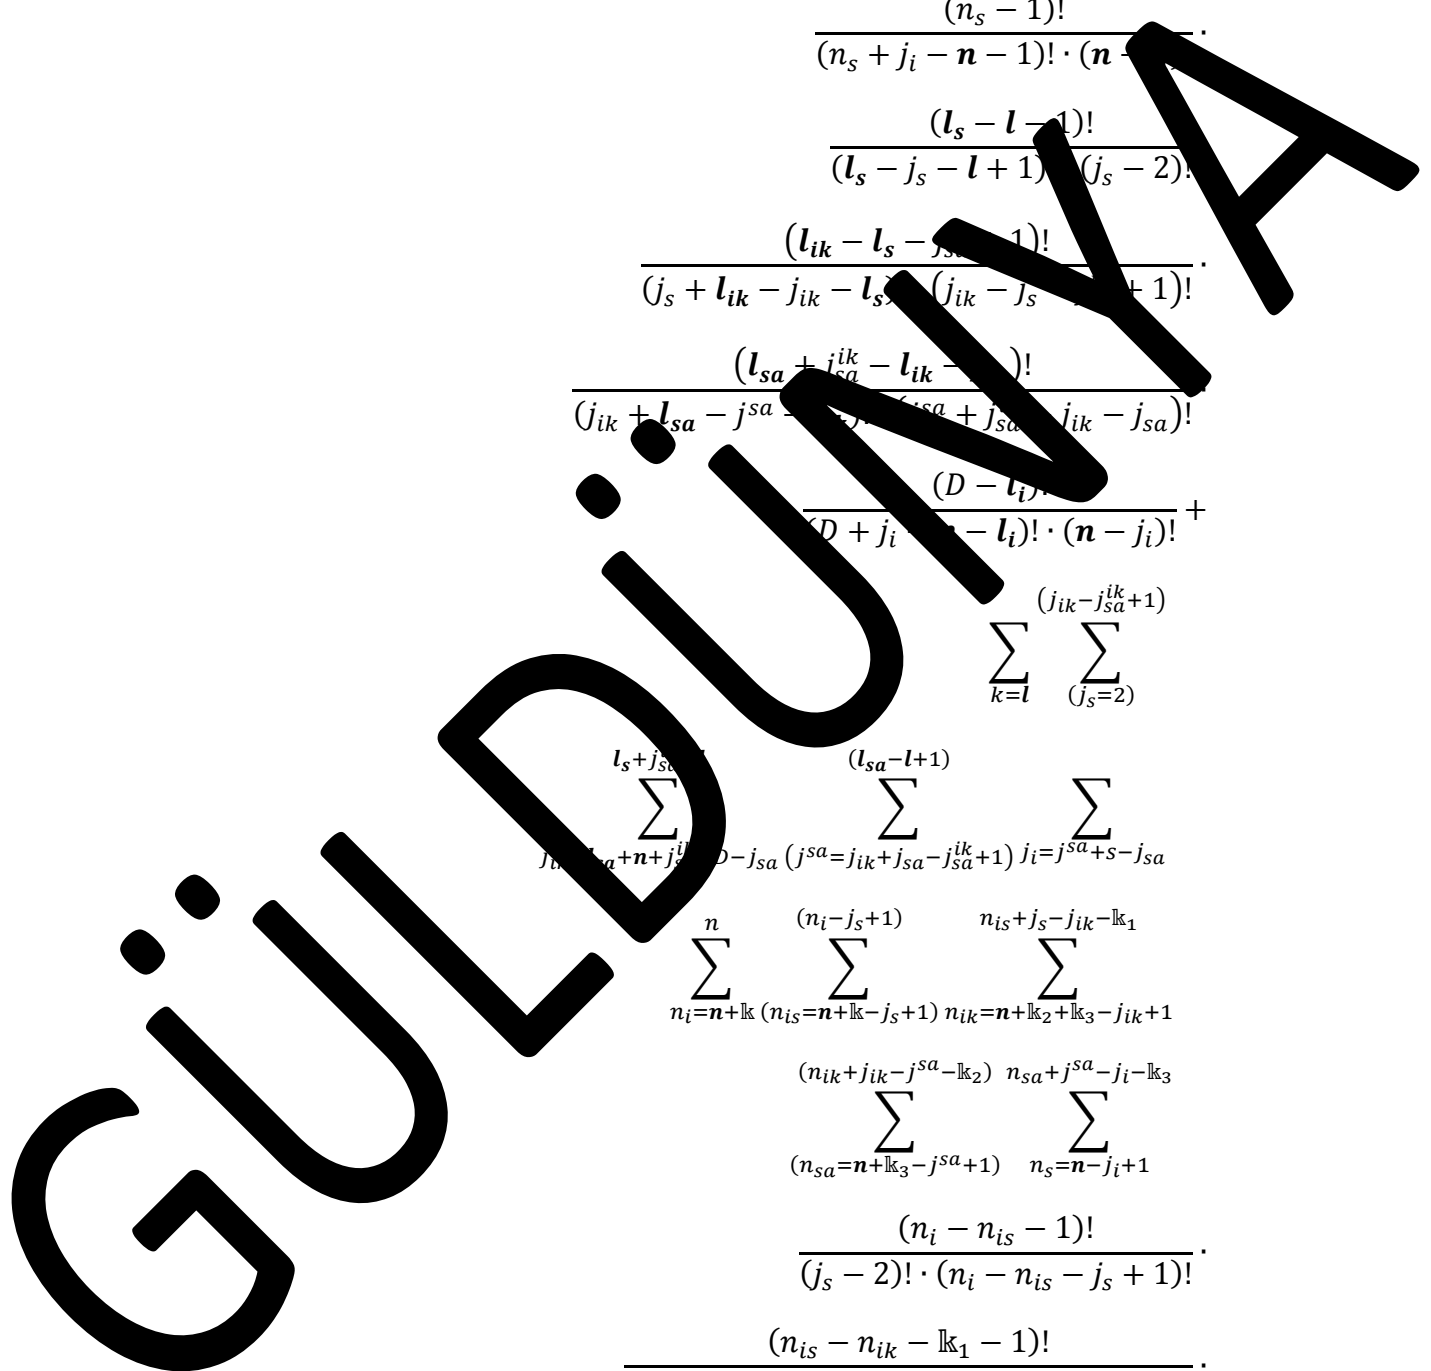 (n_s − 1)!
(n_s + j_i − n − 1)! · (n
(l_s − l − 1)!
(l_s − j_s − l + 1) (j_s − 2)!
(l_ik − l_s − 1)!
(j_s + l_ik − j_ik − l_s) (j_ik − j_s + 1)!
(l_sa + j_sa^ik − l_ik )!
(j_ik + l_sa − j^sa + j_sa j_ik − j_sa)!
(D − l_i)!
(D + j_i − l_i)! · (n − j_i)! +
(j_ik−j_sa^ik+1)
∑ ∑
k=l (j_s=2)
(l_sa−l+1)
∑ ∑ ∑
+n+ D−j_sa (j^sa=j_ik+j_sa−j_sa^ik+1) j_i=j^sa+s−j_sa
n (n_i−j_s+1) n_is+j_s−j_ik−𝕜_1
∑ ∑ ∑
n_i=n+𝕜 (n_is=n+𝕜−j_s+1) n_ik=n+𝕜_2+𝕜_3−j_ik+1
(n_ik+j_ik−j^sa−𝕜_2) n_sa+j^sa−j_i−𝕜_3
∑ ∑
(n_sa=n+𝕜_3−j^sa+1) n_s=n−j_i+1
(n_i − n_is − 1)!
(j_s − 2)! · (n_i − n_is − j_s + 1)! ·
(n_is − n_ik − 𝕜_1 − 1)! ·
GÜLDÜNYA